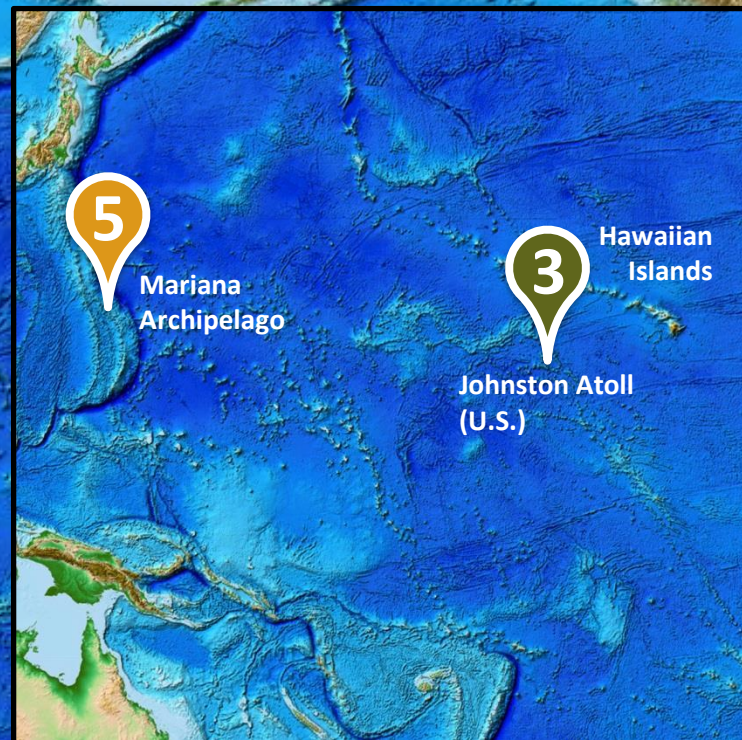 5
Mariana
Archipelago
3
Hawaiian
Islands
Johnston Atoll
(U.S.)